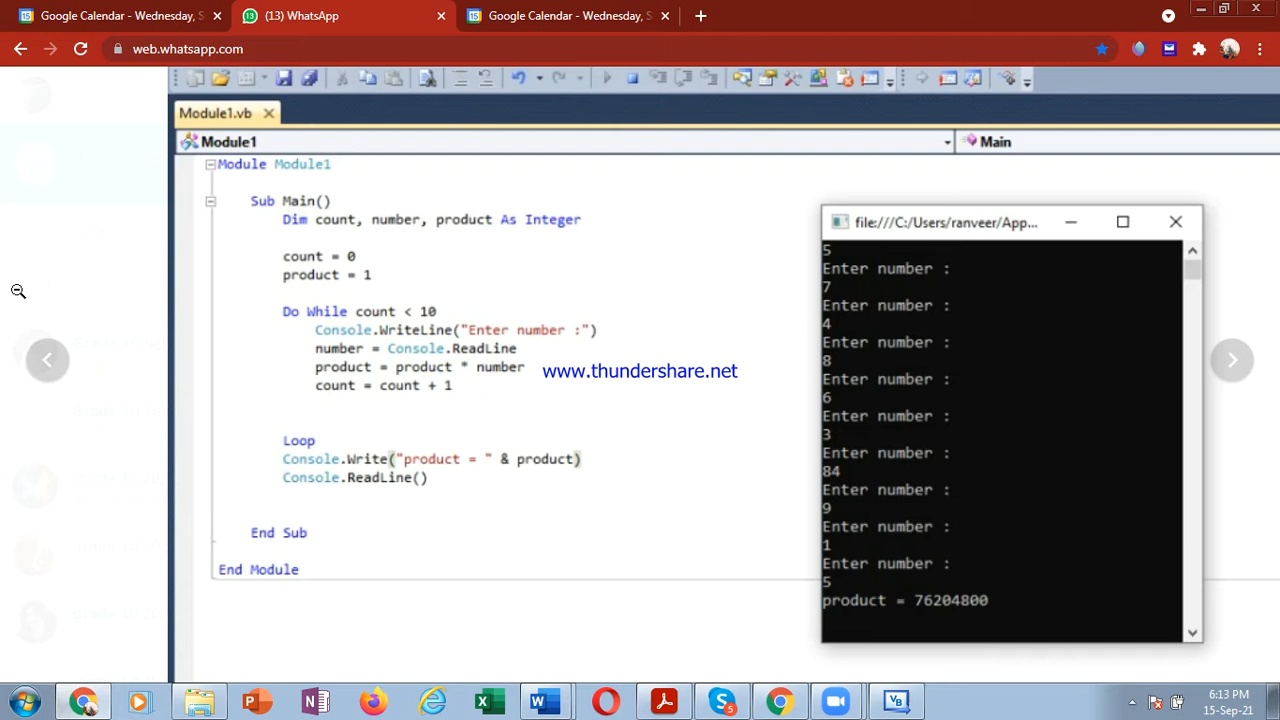 Google Calendar - Wednesday, S
(13) WhatsApp
Google Calendar - Wednesday, S
web.whatsapp.com
Module1.vb
Module1
Main
Module Module1
Sub Main()
Dim count, number, product As Integer
count = 0
product = 1
Do While count < 10
Console.WriteLine("Enter number :")
number = Console.ReadLine
product = product * number
count = count + 1
Loop
Console.Write("product = " & product)
Console.ReadLine()
End Sub
End Module
www.thundershare.net
file:///C:/Users/ranveer/App...
5
Enter number :
7
Enter number :
4
Enter number :
8
Enter number :
6
Enter number :
3
Enter number :
84
Enter number :
9
Enter number :
1
Enter number :
5
product = 76204800
6:13 PM
15-Sep-21